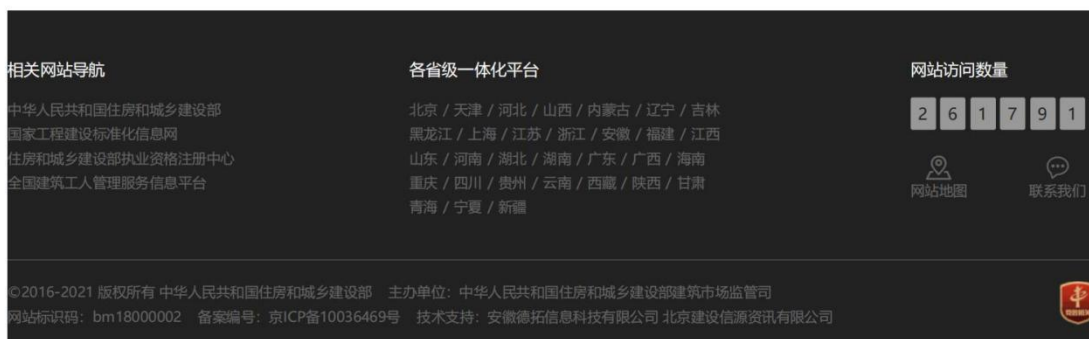 相关网站导航
中华人民共和国住房和城乡建设部
国家工程建设标准化信息网
住房和城乡建设部执业资格注册中心
全国建筑工人管理服务信息平台
各省级一体化平台
北京 / 天津 / 河北 / 山西 / 内蒙古 / 辽宁 / 吉林
黑龙江 / 上海 / 江苏 / 浙江 / 安徽 / 福建 / 江西
山东 / 河南 / 湖北 / 湖南 / 广东 / 广西 / 海南
重庆 / 四川 / 贵州 / 云南 / 西藏 / 陕西 / 甘肃
青海 / 宁夏 / 新疆
网站访问数量
2 6 1 7 9 1
网站地图
联系我们
©2016-2021 版权所有 中华人民共和国住房和城乡建设部 主办单位：中华人民共和国住房和城乡建设部建筑市场监管司
网站标识码：bm18000002 备案编号：京ICP备10036469号 技术支持：安徽德拓信息科技有限公司 北京建设信源资讯有限公司